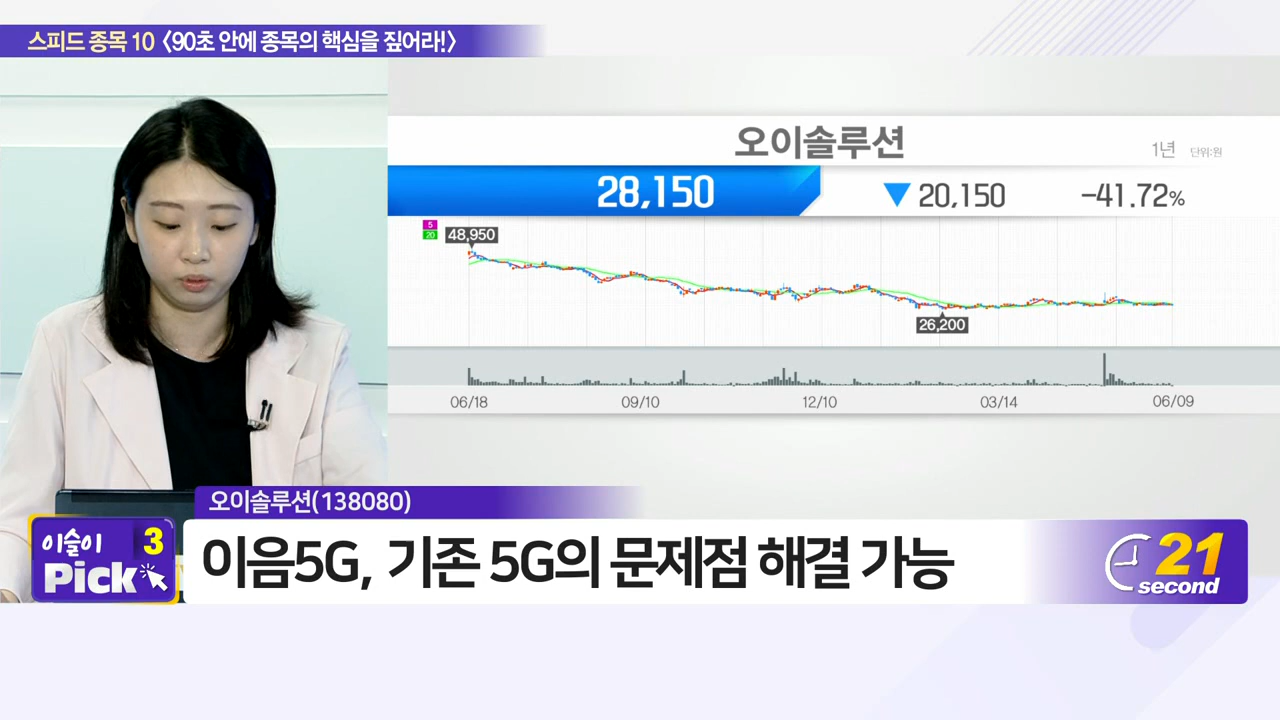 스피드 종목 10 〈90초 안에 종목의 핵심을 짚어라!〉
오이솔루션
1년 단위:원
28,150 ▼ 20,150 -41.72%
5
20
48,950
26,200
06/18 09/10 12/10 03/14 06/09
오이솔루션(138080)
이슬이 3
Pick
이음5G, 기존 5G의 문제점 해결 가능
21
second